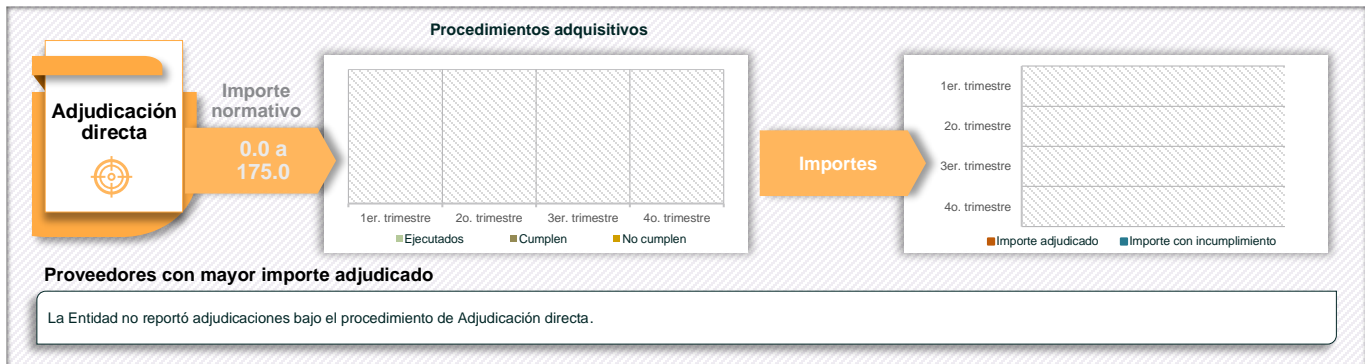 Procedimientos adquisitivos
Adjudicación
directa
Importe
normativo
0.0 a
175.0
1er. trimestre 2o. trimestre 3er. trimestre 4o. trimestre
Ejecutados Cumplen No cumplen
Importes
1er. trimestre
2o. trimestre
3er. trimestre
4o. trimestre
Importe adjudicado Importe con incumplimiento
Proveedores con mayor importe adjudicado
La Entidad no reportó adjudicaciones bajo el procedimiento de Adjudicación directa.